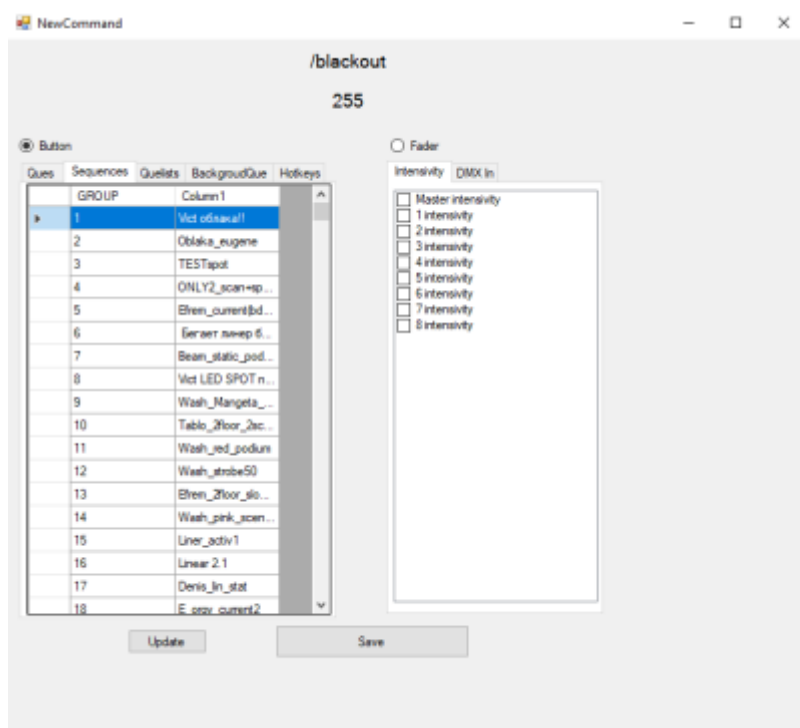 NewCommand
/blackout
255
Button
Fader
Ques Sequences Quelists BackgroudQue Hotkeys
Intensivity DMX In
GROUP Column1
1 Vict облака!!
2 Oblaka_eugene
3 TESTspot
4 ONLY2_scan+sp...
5 Efrem_current(bd...
6 Бегает линер б...
7 Beam_static_pod...
8 Vict LED SPOT n...
9 Wash_Mangeta_...
10 Tablo_2floor_2sc...
11 Wash_red_podium
12 Wash_strobe50
13 Efrem_2floor_slo...
14 Wash_pink_scen...
15 Liner_activ1
16 Linear 2.1
17 Denis_lin_stat
18
Master intensivity
1 intensivity
2 intensivity
3 intensivity
4 intensivity
5 intensivity
6 intensivity
7 intensivity
8 intensivity
Update
Save